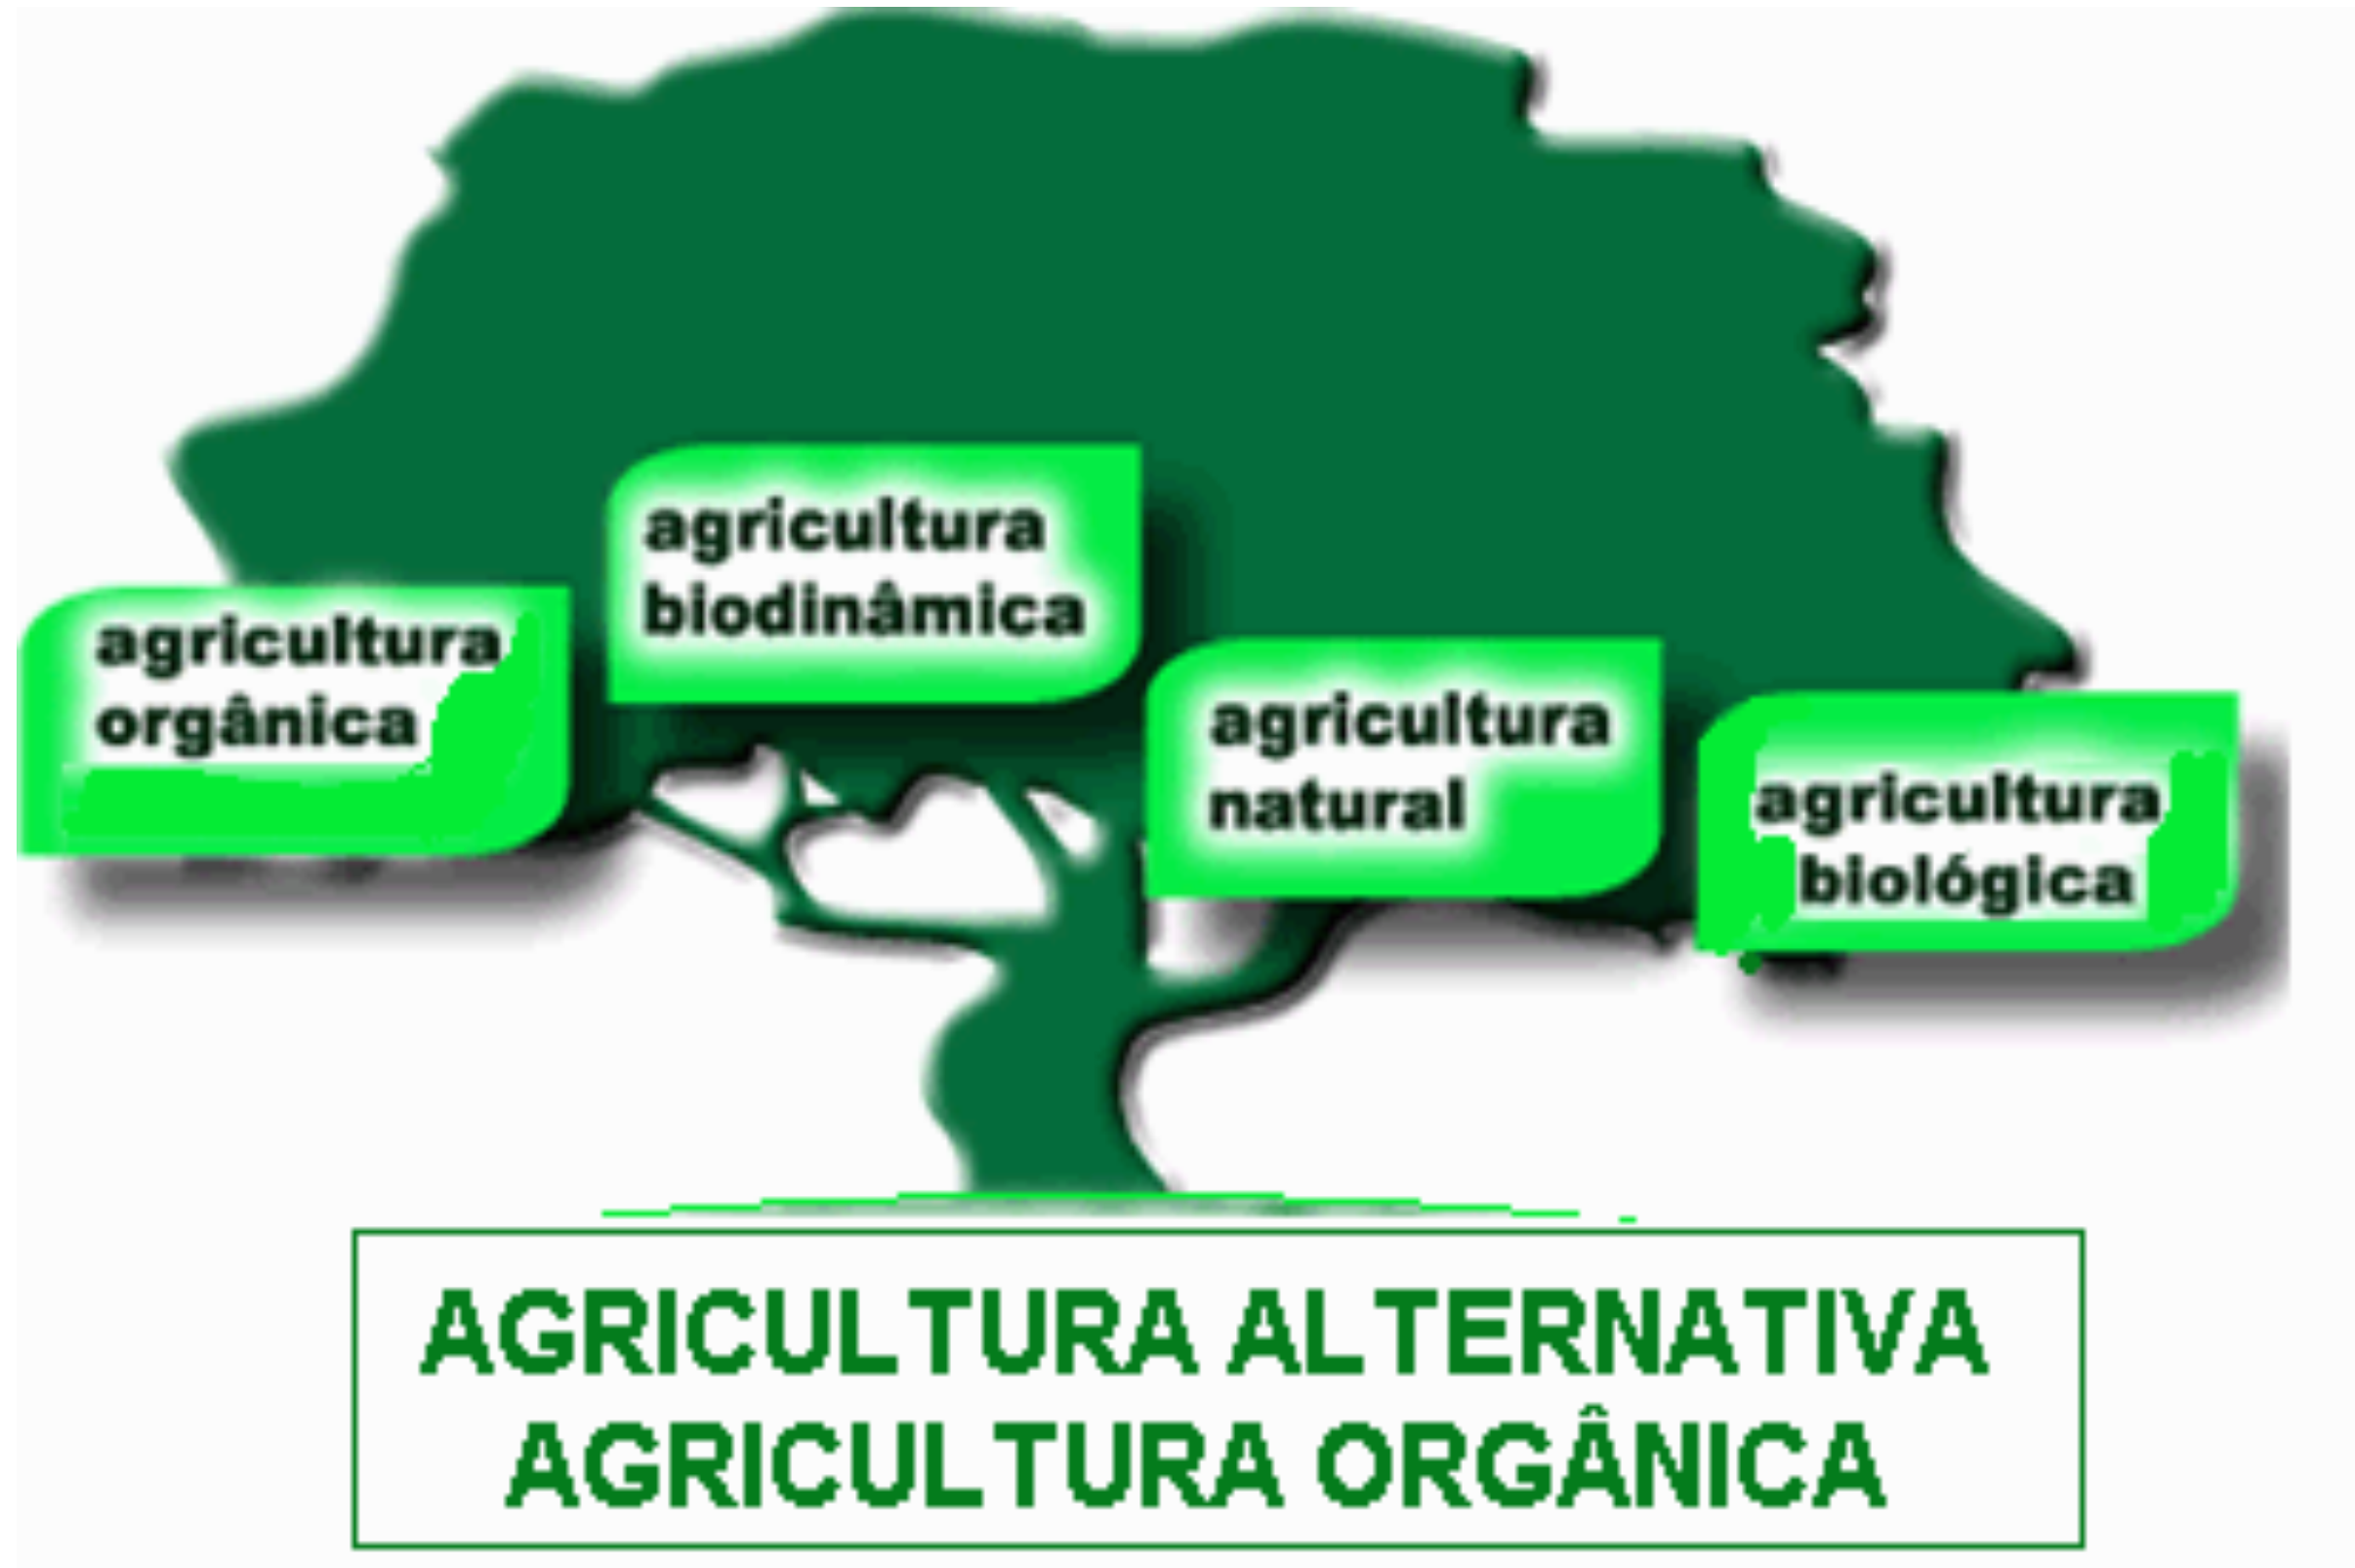 agricultura
orgânica
agricultura
biodinâmica
agricultura
natural
agricultura
biológica
AGRICULTURA ALTERNATIVA
AGRICULTURA ORGÂNICA